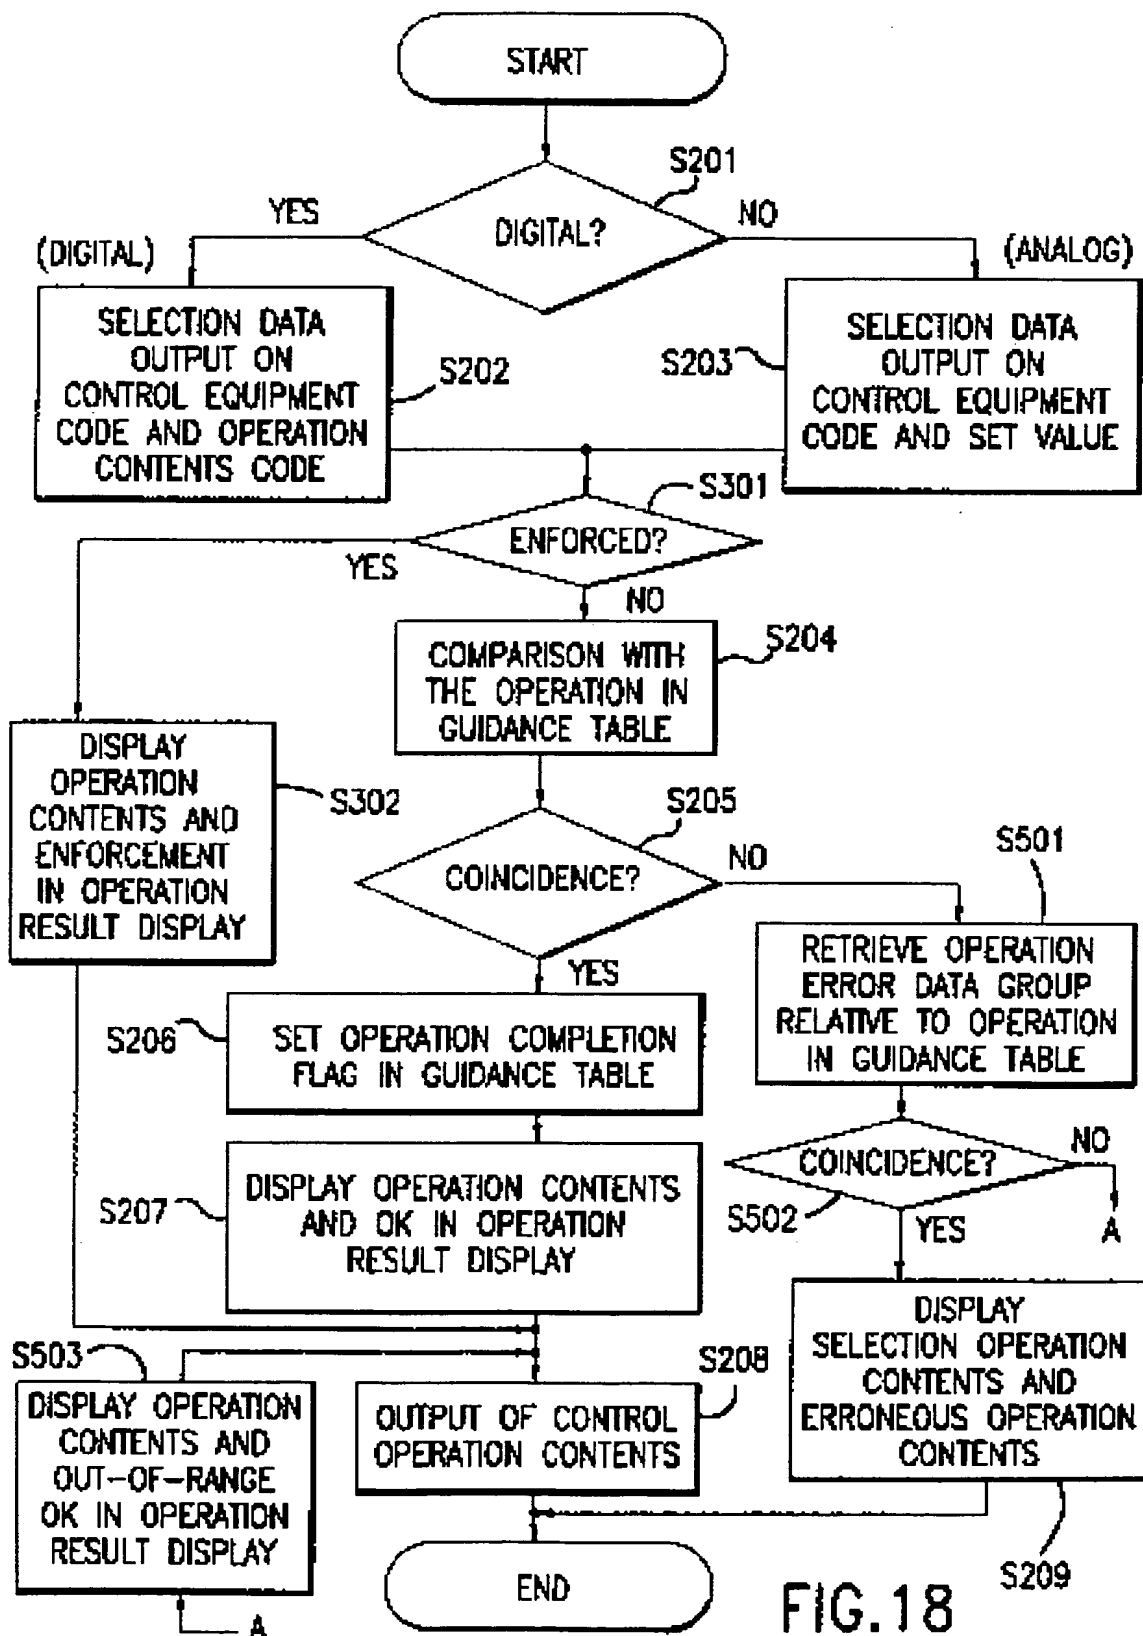 START
S201
YES
DIGITAL?
NO
(DIGITAL)
(ANALOG)
SELECTION DATA
OUTPUT ON
CONTROL EQUIPMENT
CODE AND OPERATION
CONTENTS CODE
S202
S203
SELECTION DATA
OUTPUT ON
CONTROL EQUIPMENT
CODE AND SET VALUE
S301
ENFORCED?
YES
NO
COMPARISON WITH
THE OPERATION IN
GUIDANCE TABLE
S204
DISPLAY
OPERATION
CONTENTS AND
ENFORCEMENT
IN OPERATION
RESULT DISPLAY
S302
S205
COINCIDENCE?
NO
YES
S501
RETRIEVE OPERATION
ERROR DATA GROUP
RELATIVE TO OPERATION
IN GUIDANCE TABLE
S206
SET OPERATION COMPLETION
FLAG IN GUIDANCE TABLE
COINCIDENCE?
NO
S502
YES
A
S207
DISPLAY OPERATION CONTENTS
AND OK IN OPERATION
RESULT DISPLAY
DISPLAY
SELECTION OPERATION
CONTENTS AND
ERRONEOUS OPERATION
CONTENTS
S503
DISPLAY OPERATION
CONTENTS AND
OUT-OF-RANGE
OK IN OPERATION
RESULT DISPLAY
S208
OUTPUT OF CONTROL
OPERATION CONTENTS
S209
END
A
FIG.18